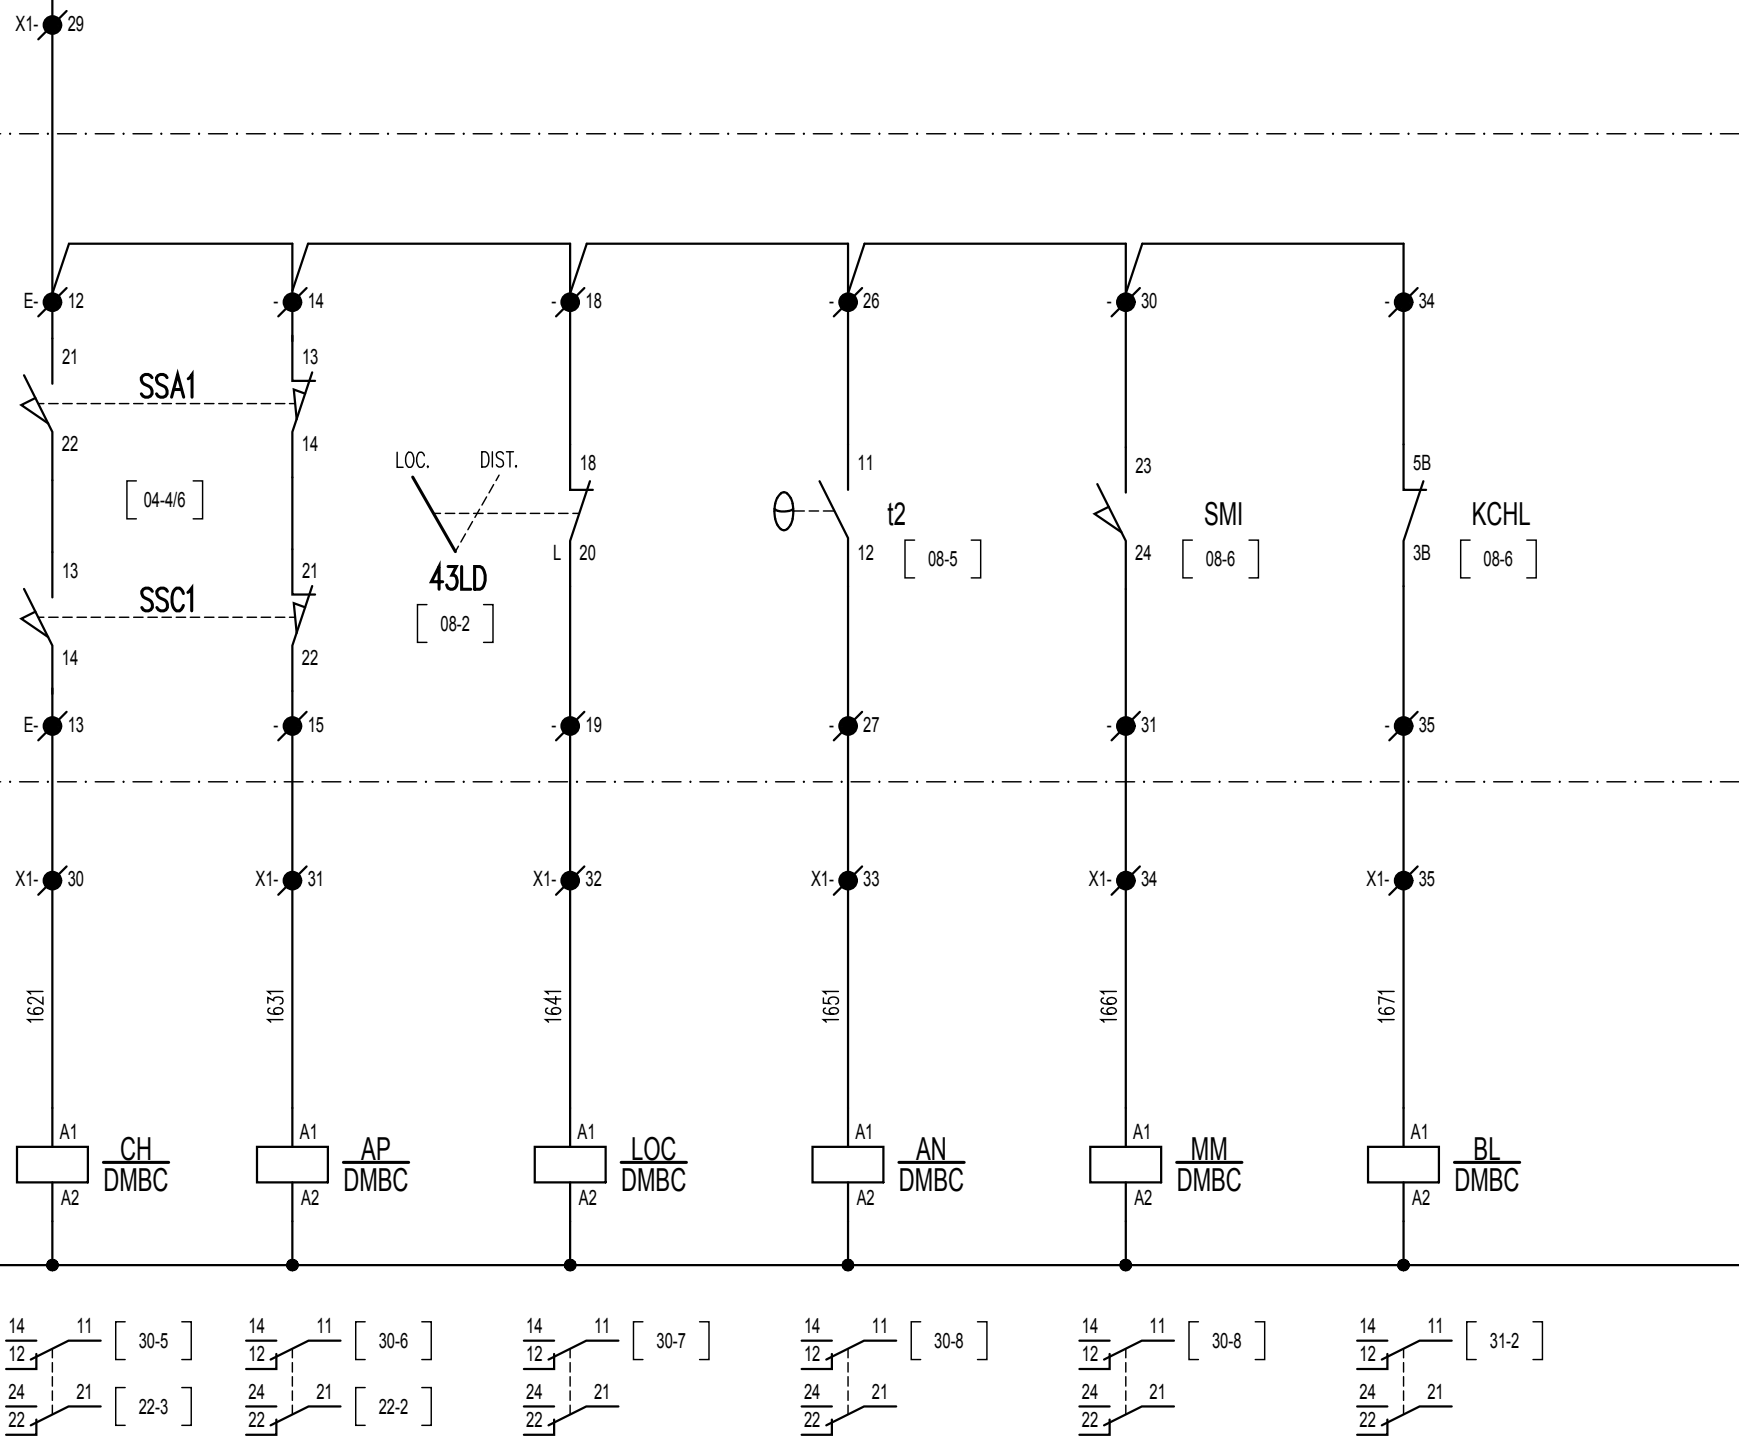 X1- 29
E- 12 - 14 - 18 - 26 - 30 - 34
21 13
SSA1
22 14
LOC. DIST. 18 11 23 5B
04-4/6
t2 SMI KCHL
L 20 12 08-5 24 08-6 3B 08-6
13 21 43LD
SSC1
08-2
14 22
E- 13 - 15 - 19 - 27 - 31 - 35
X1- 30 X1- 31 X1- 32 X1- 33 X1- 34 X1- 35
1621 1631 1641 1651 1661 1671
A1 A1 A1 A1 A1 A1
CH AP LOC AN MM BL
DMBC DMBC DMBC DMBC DMBC DMBC
A2 A2 A2 A2 A2 A2
14 11 14 11 14 11 14 11 14 11 14 11
30-5 30-6 30-7 30-8 30-8 31-2
12 12 12 12 12 12
24 21 24 21 24 21 24 21 24 21 24 21
22-3 22-2
22 22 22 22 22 22